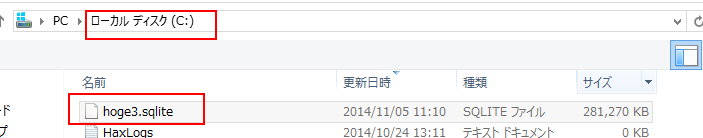 PC ローカル ディスク (C:)
名前 更新日時 種類 サイズ
hoge3.sqlite 2014/11/05 11:10 SQLITE ファイル 281,270 KB
ード HaxLogs 2014/10/24 13:11 テキスト ドキュメント 0 KB